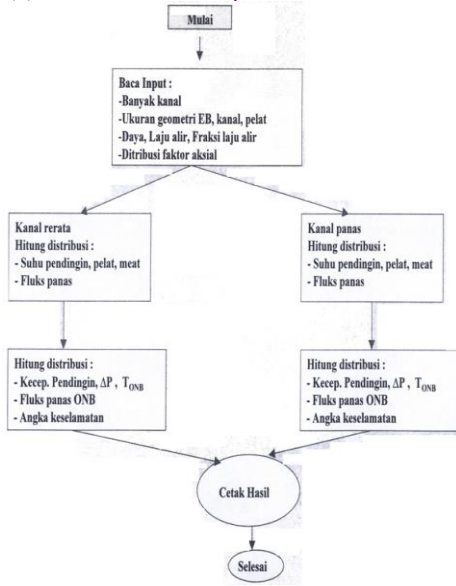 Mulai
Baca Input :
-Banyak kanal
-Ukuran geometri EB, kanal, pelat
-Daya, Laju alir, Fraksi laju alir
-Ditribusi faktor aksial
Kanal rerata
Hitung distribusi :
- Suhu pendingin, pelat, meat
- Fluks panas
Kanal panas
Hitung distribusi :
- Suhu pendingin, pelat, meat
- Fluks panas
Hitung distribusi :
- Kecep. Pendingin, ΔP , TONB
- Fluks panas ONB
- Angka keselamatan
Hitung distribusi :
- Kecep. Pendingin, ΔP , TONB
- Fluks panas ONB
- Angka keselamatan
Cetak Hasil
Selesai